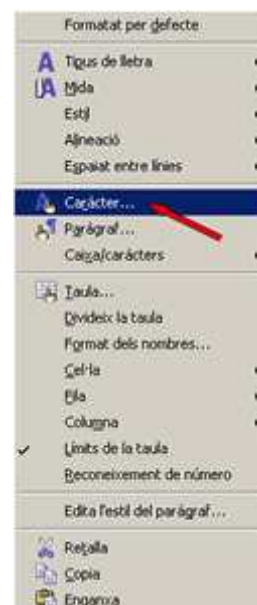 Formatat per defecte
Tipus de lletra
Mida
Estil
Alineació
Espaiat entre línies
Caràcter...
Paràgraf...
Caixa/caràcters
Taula...
Divideix la taula
Format dels nombres...
Cel·la
Fila
Columna
Límits de la taula
Reconeixement de número
Edita l'estil del paràgraf...
Retalla
Copia
Enganxa